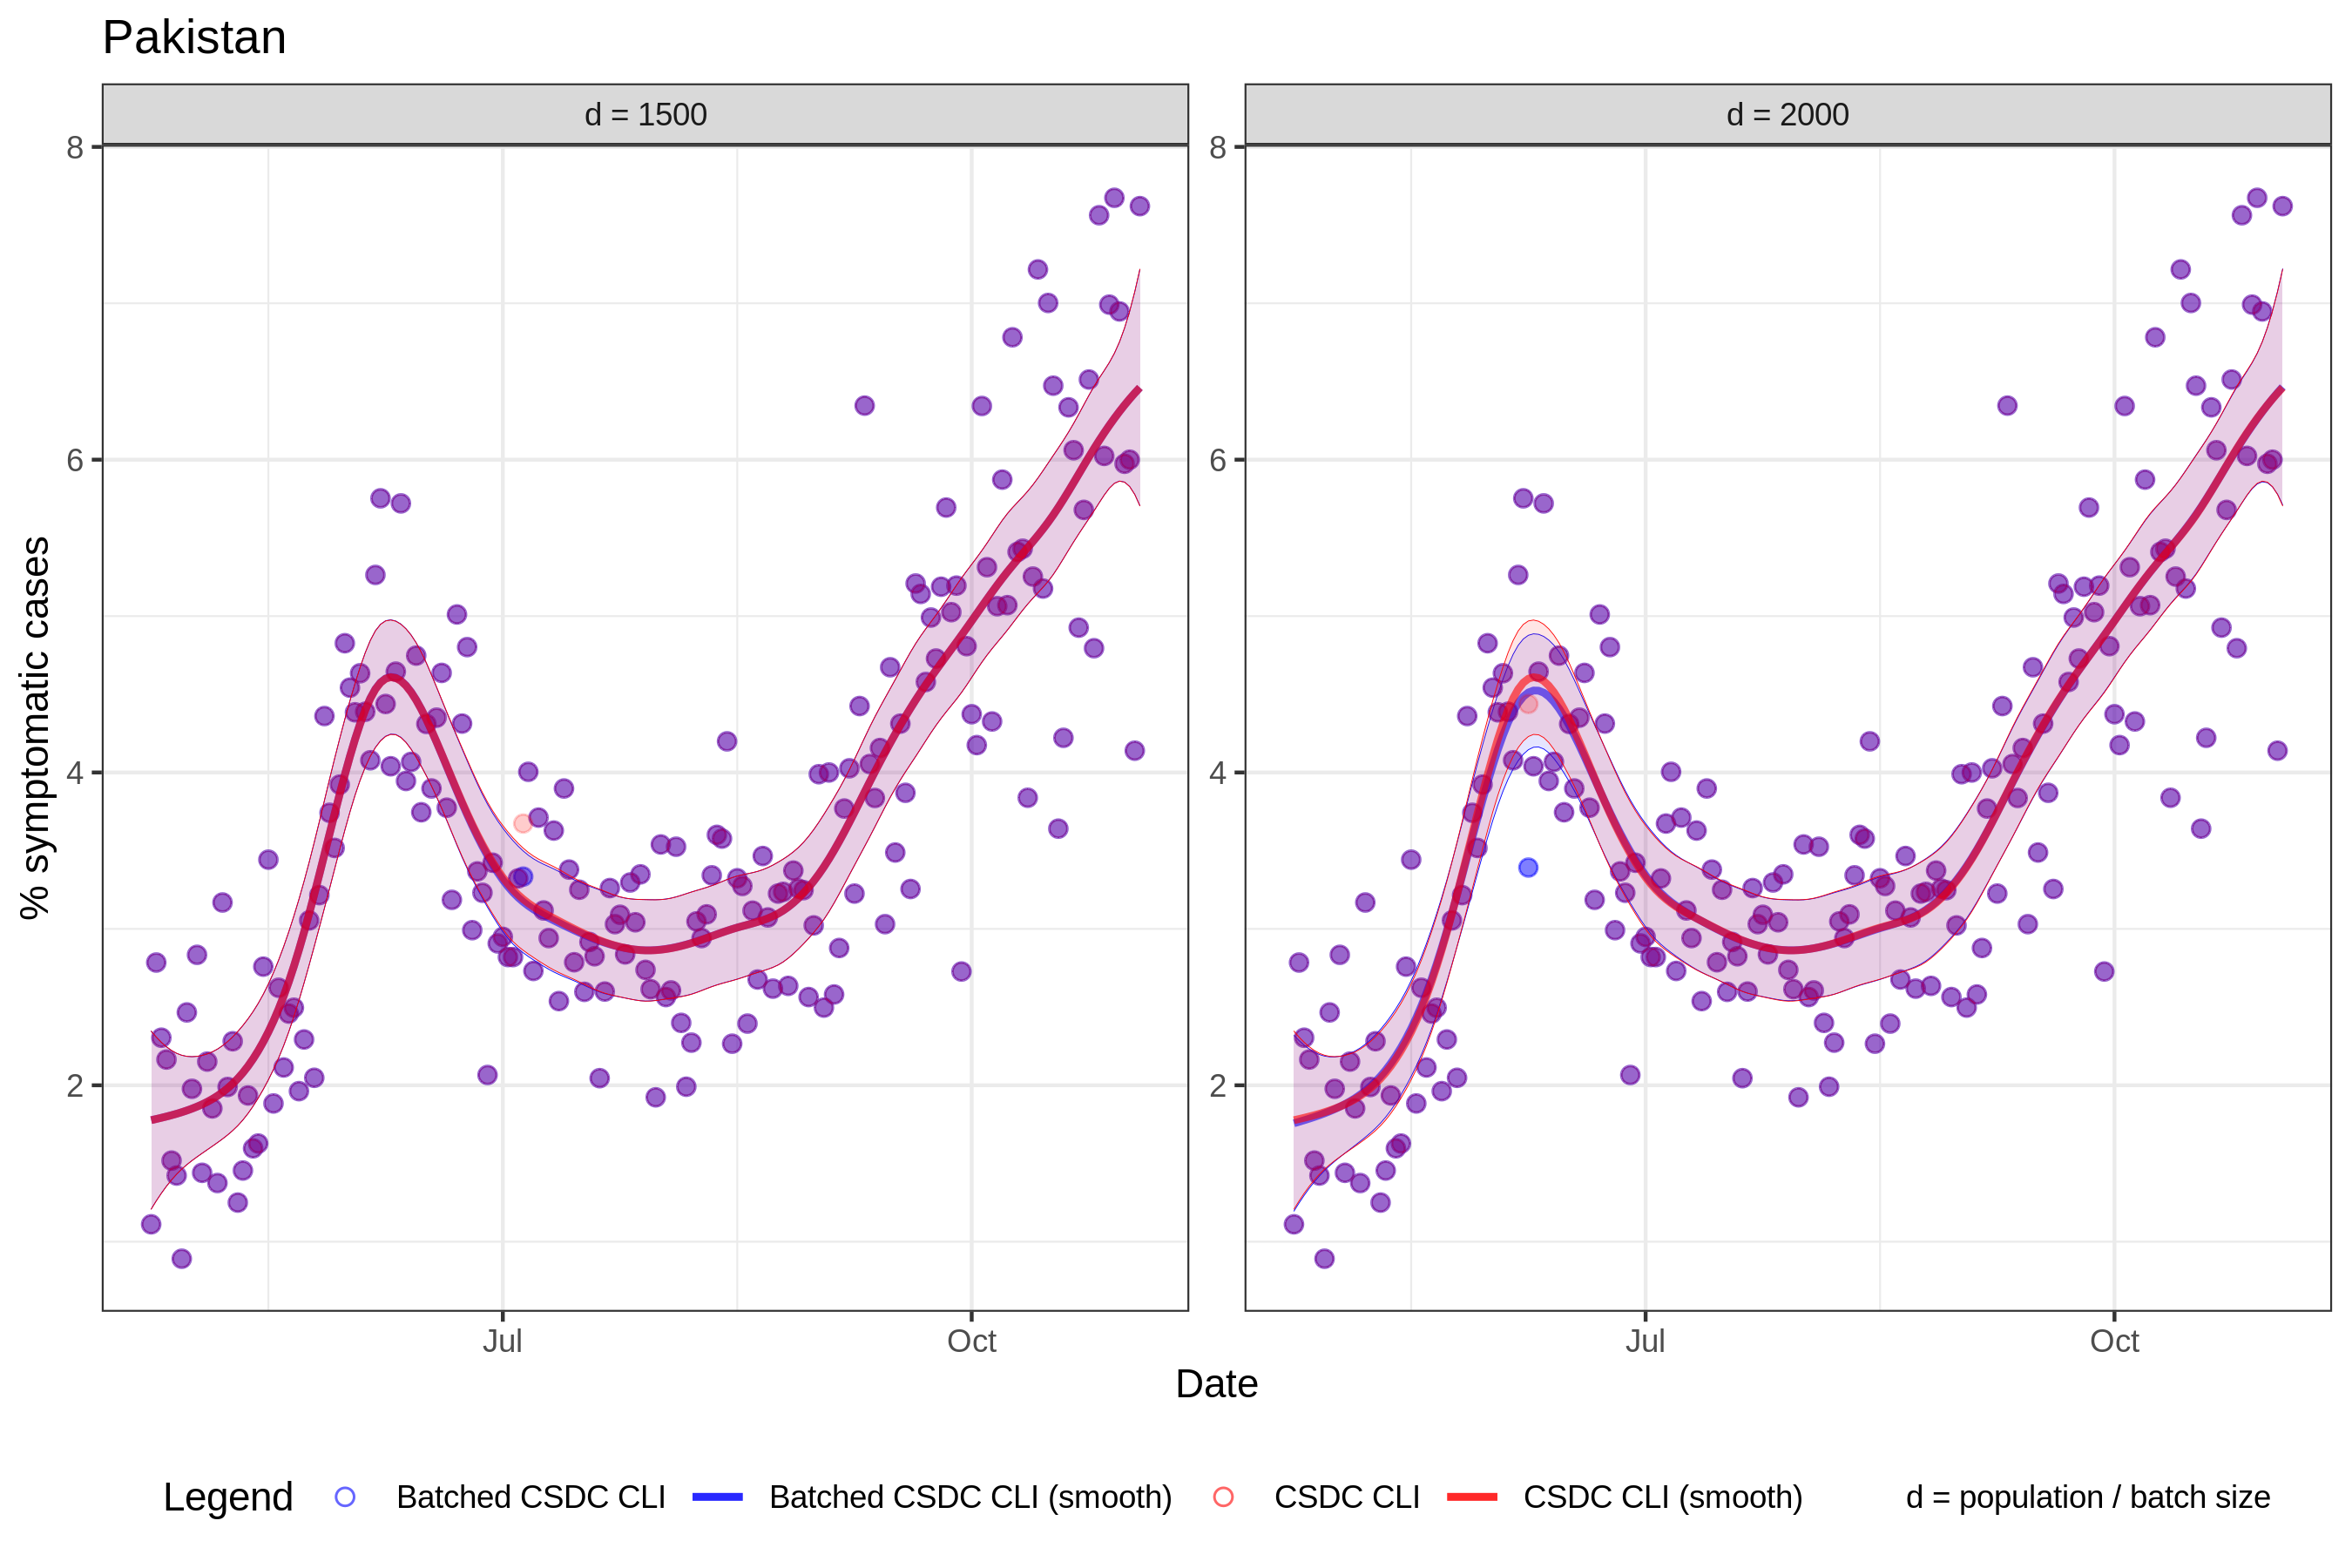 Pakistan
d = 1500
d = 2000
8
6
4
2
8
6
4
2
% symptomatic cases
Jul
Oct
Jul
Oct
Date
Legend
Batched CSDC CLI
Batched CSDC CLI (smooth)
CSDC CLI
CSDC CLI (smooth)
d = population / batch size